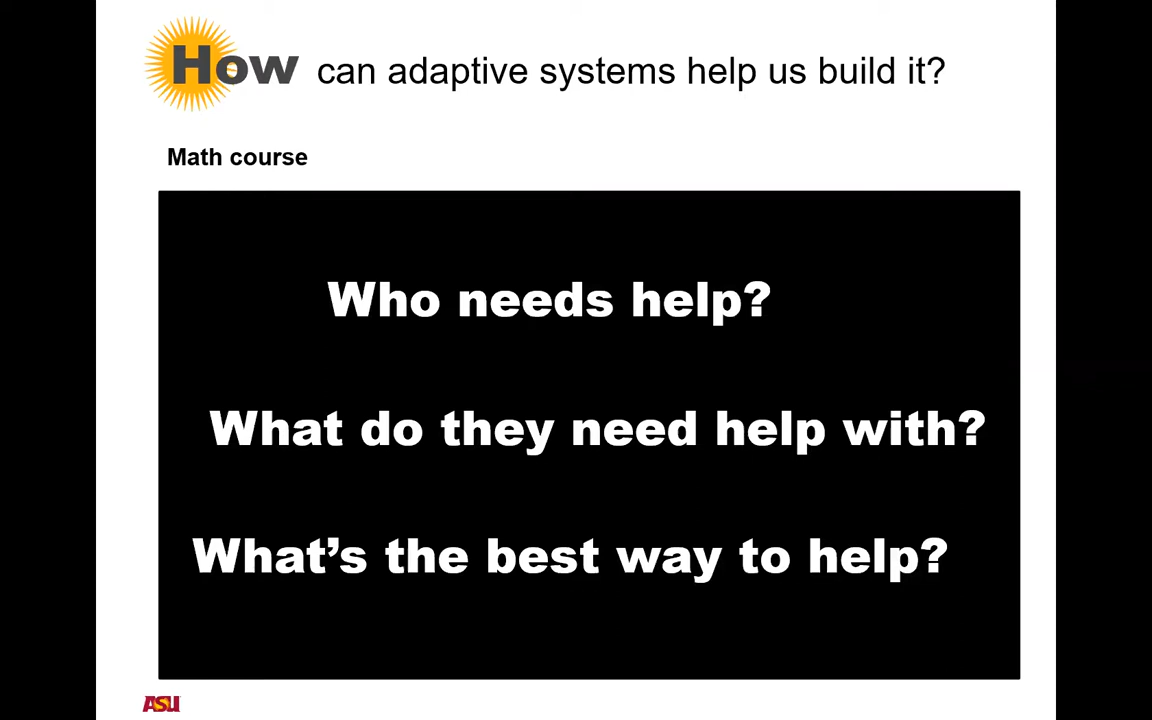 How can adaptive systems help us build it?
Math course
Who needs help?
What do they need help with?
What's the best way to help?
ASU